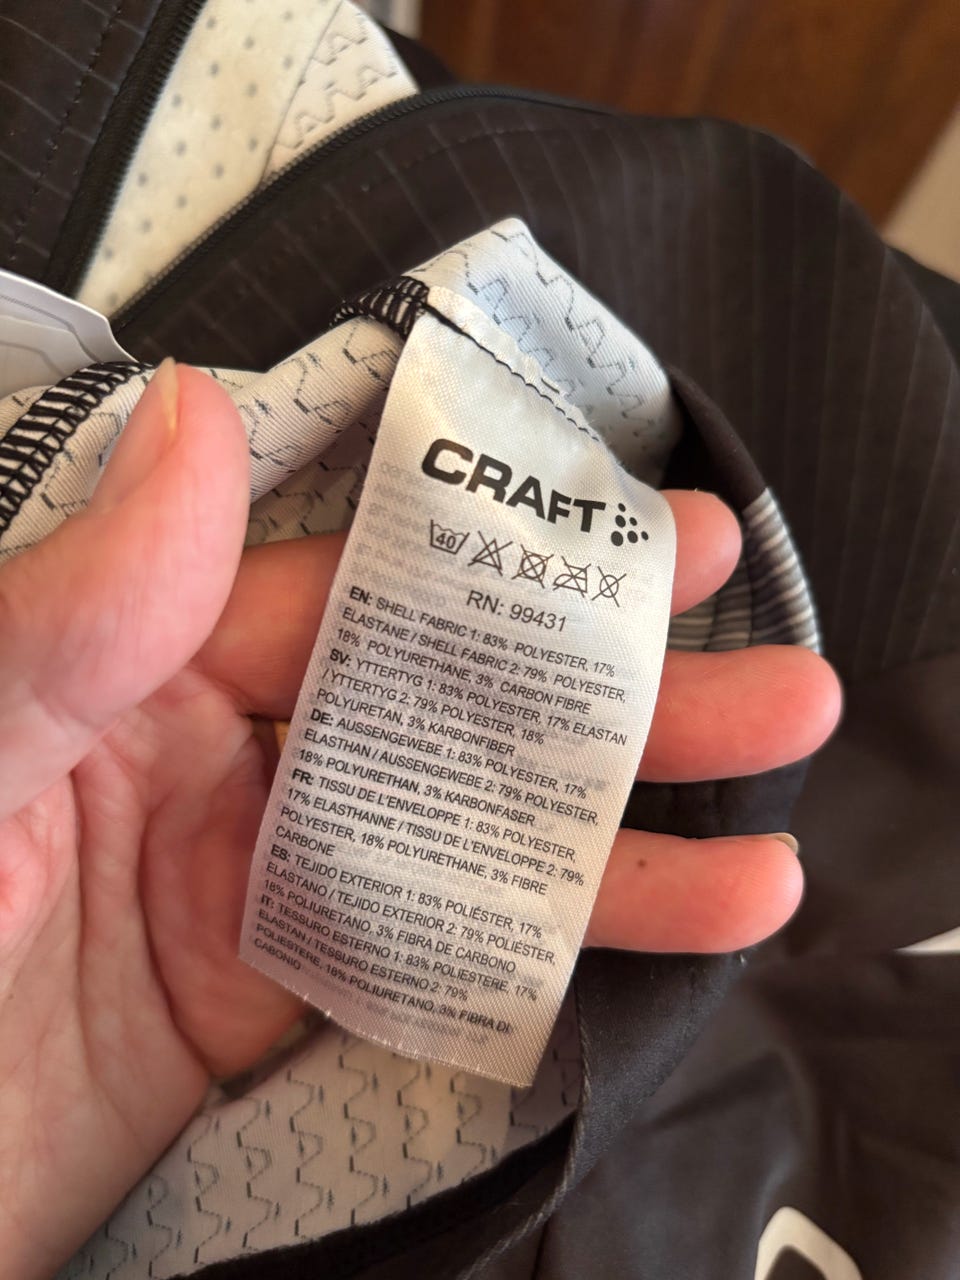 CRAFT
40
RN: 99431
EN: SHELL FABRIC 1: 83% POLYESTER, 17%
ELASTANE / SHELL FABRIC 2: 79% POLYESTER,
18% POLYURETHANE, 3% CARBON FIBRE
SV: YTTERTYG 1: 83% POLYESTER, 17% ELASTAN
/ YTTERTYG 2: 79% POLYESTER, 18%
POLYURETAN, 3% KARBONFIBER
DE: AUSSENGEWEBE 1: 83% POLYESTER, 17%
ELASTHAN / AUSSENGEWEBE 2: 79% POLYESTER,
18% POLYURETHAN, 3% KARBONFASER
FR: TISSU DE L'ENVELOPPE 1: 83% POLYESTER,
17% ELASTHANNE / TISSU DE L'ENVELOPPE 2: 79%
POLYESTER, 18% POLYURETHANE, 3% FIBRE
CARBONE
ES: TEJIDO EXTERIOR 1: 83% POLIÉSTER, 17%
ELASTANO / TEJIDO EXTERIOR 2: 79% POLIÉSTER,
18% POLIURETANO, 3% FIBRA DE CARBONO
IT: TESSURO ESTERNO 1: 83% POLIESTERE, 17%
ELASTAN / TESSURO ESTERNO 2: 79%
POLIESTERE, 18% POLIURETANO, 3% FIBRA DI
CABONIO